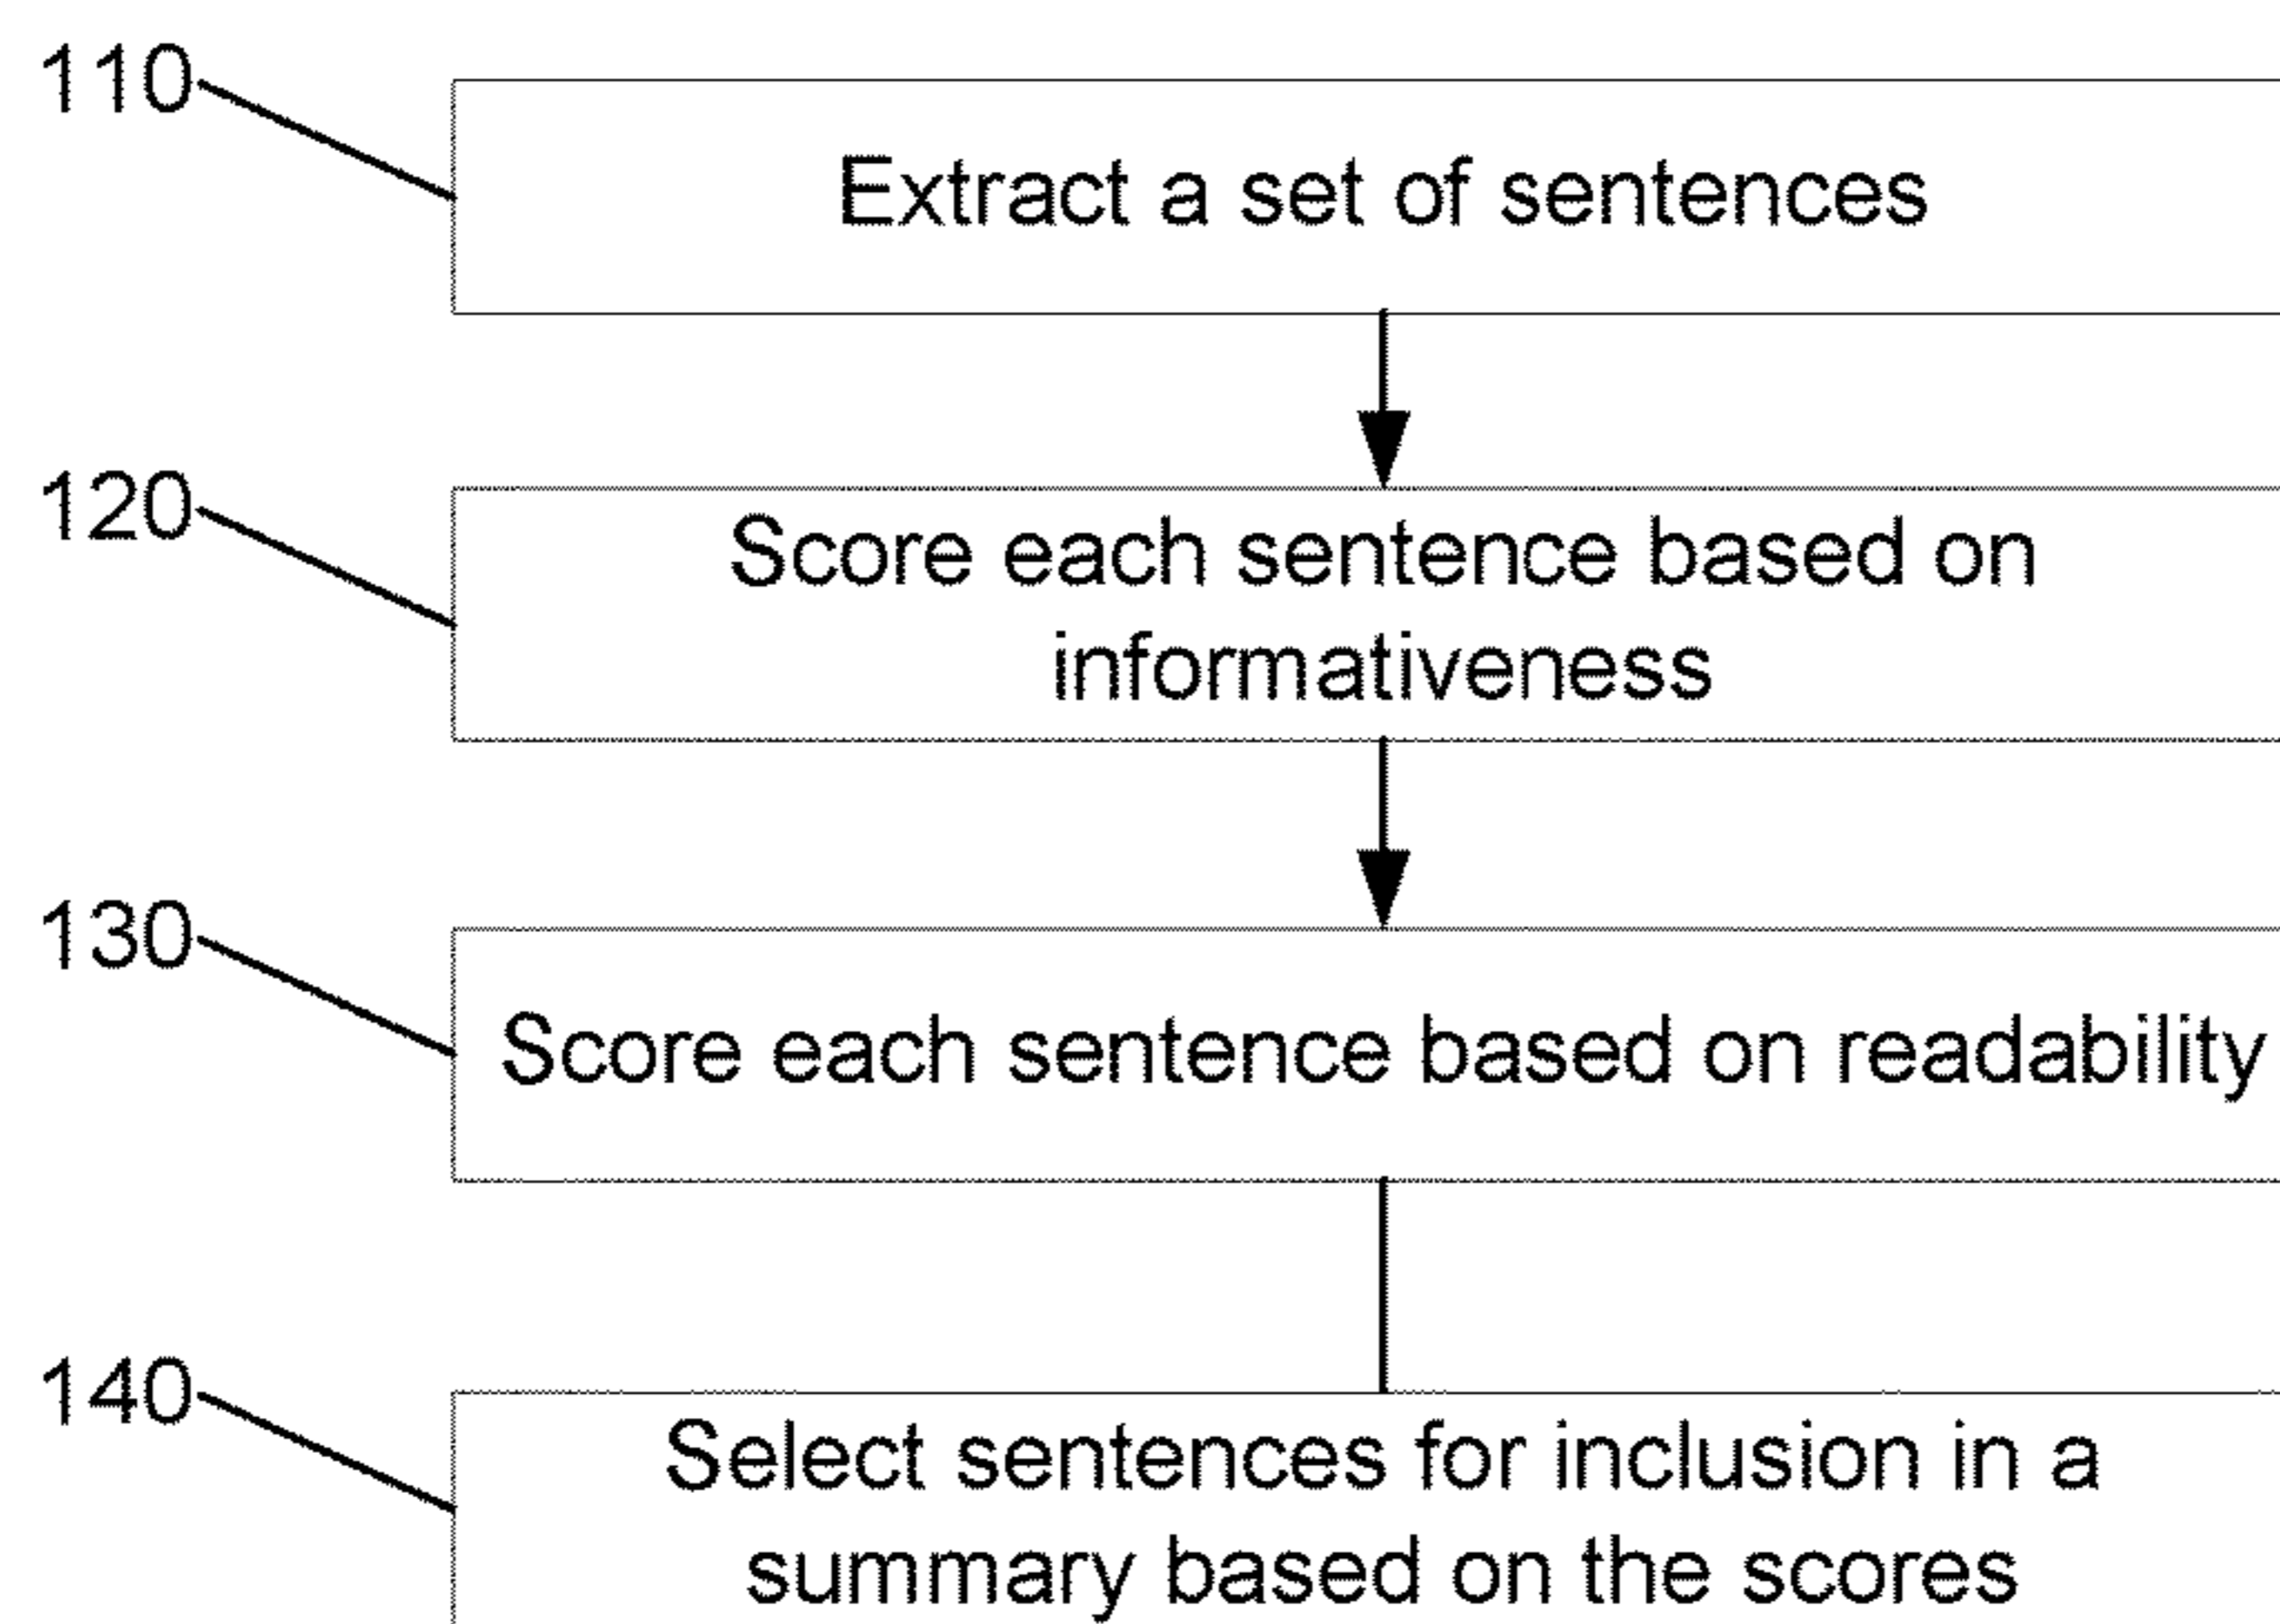 110
Extract a set of sentences
120
Score each sentence based on
informativeness
130
Score each sentence based on readability
140
Select sentences for inclusion in a
summary based on the scores